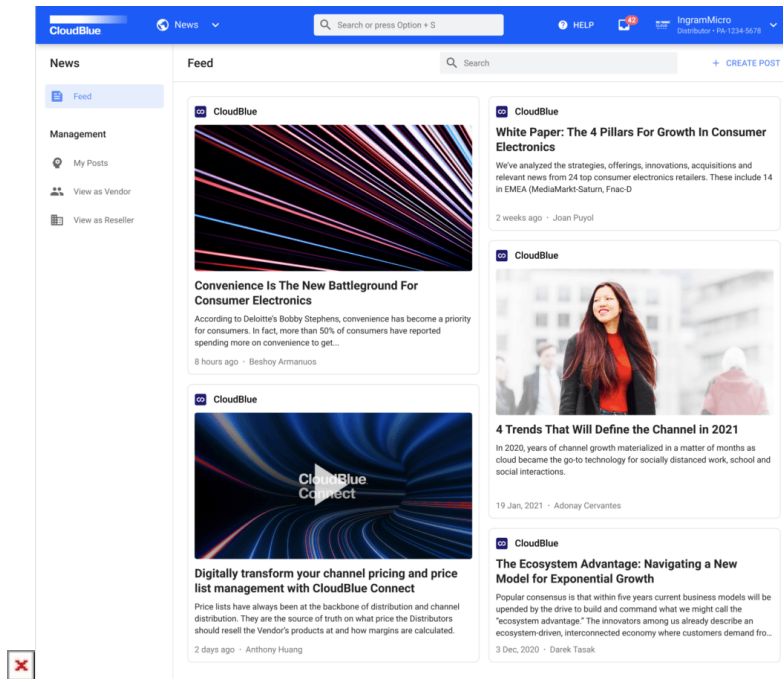 CloudBlue
News
Search or press Option + S
HELP
42
IngramMicro
Distributor • PA-1234-5678
News
Feed
Search
+ CREATE POST
Feed
Management
My Posts
View as Vendor
View as Reseller
CloudBlue
Convenience Is The New Battleground For
Consumer Electronics
According to Deloitte's Bobby Stephens, convenience has become a priority
for consumers. In fact, more than 50% of consumers have reported
spending more on convenience to get...
8 hours ago • Beshoy Armanuos
CloudBlue
CloudBlue
Connect
Digitally transform your channel pricing and price
list management with CloudBlue Connect
Price lists have always been at the backbone of distribution and channel
distribution. They are the source of truth on what price the Distributors
should resell the Vendor's products at and how margins are calculated.
2 days ago • Anthony Huang
CloudBlue
White Paper: The 4 Pillars For Growth In Consumer
Electronics
We've analyzed the strategies, offerings, innovations, acquisitions and
relevant news from 24 top consumer electronics retailers. These include 14
in EMEA (MediaMarkt-Saturn, Fnac-D
2 weeks ago • Joan Puyol
CloudBlue
4 Trends That Will Define the Channel in 2021
In 2020, years of channel growth materialized in a matter of months as
cloud became the go-to technology for socially distanced work, school and
social interactions.
19 Jan, 2021 • Adonay Cervantes
CloudBlue
The Ecosystem Advantage: Navigating a New
Model for Exponential Growth
Popular consensus is that within five years current business models will be
upended by the drive to build and command what we might call the
"ecosystem advantage." The innovators among us already describe an
ecosystem-driven, interconnected economy where customers demand fro...
3 Dec, 2020 • Darek Tasak